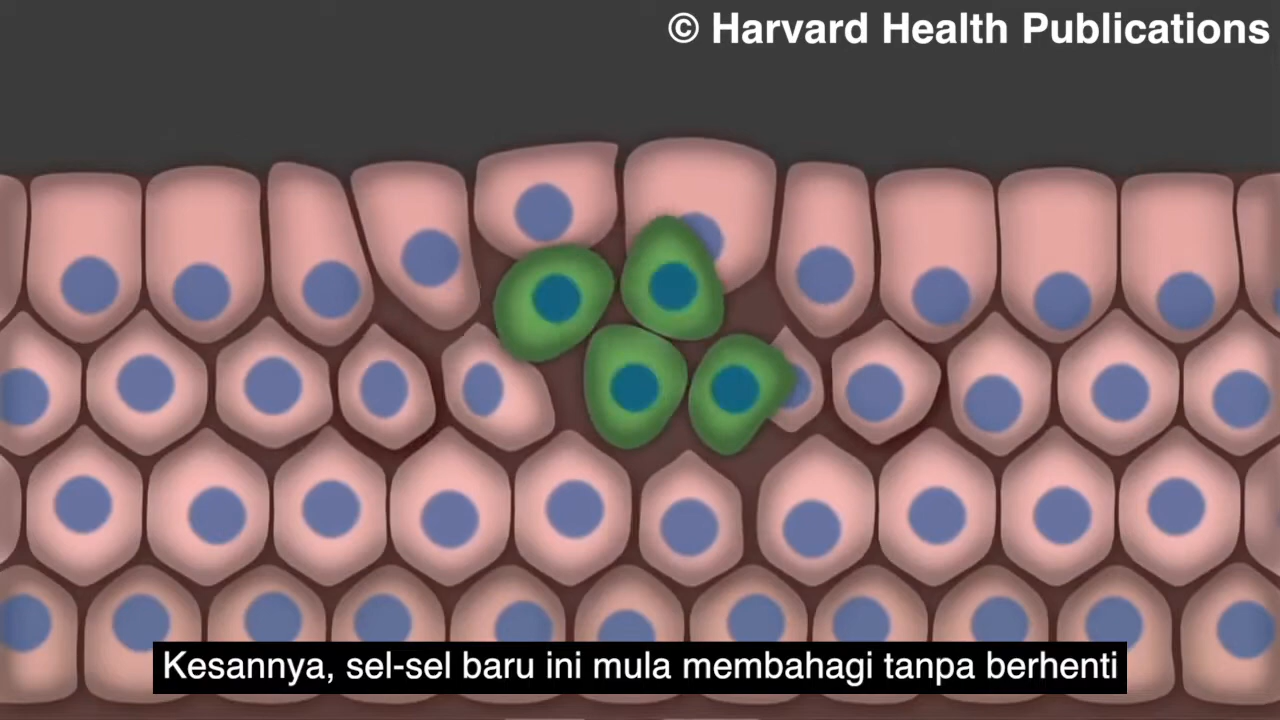 © Harvard Health Publications
Kesannya, sel-sel baru ini mula membahagi tanpa berhenti